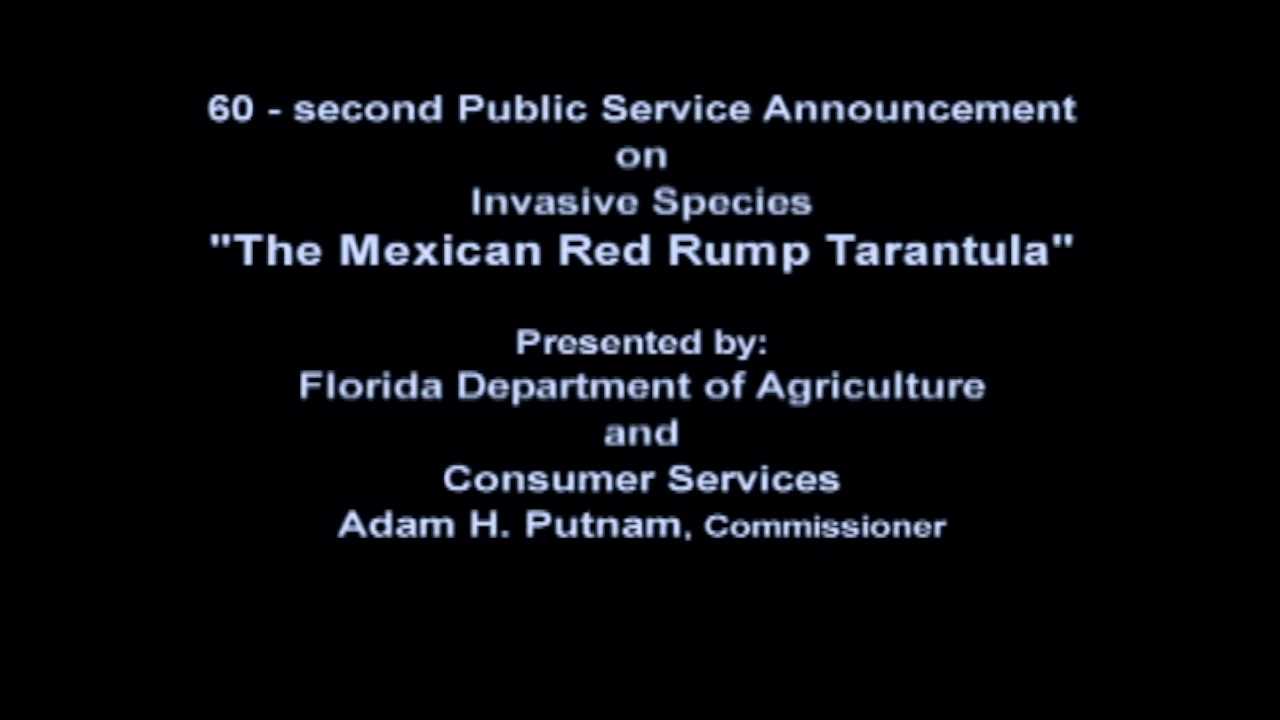 60 - second Public Service Announcement
on
Invasive Species
"The Mexican Red Rump Tarantula"
Presented by:
Florida Department of Agriculture
and
Consumer Services
Adam H. Putnam, Commissioner